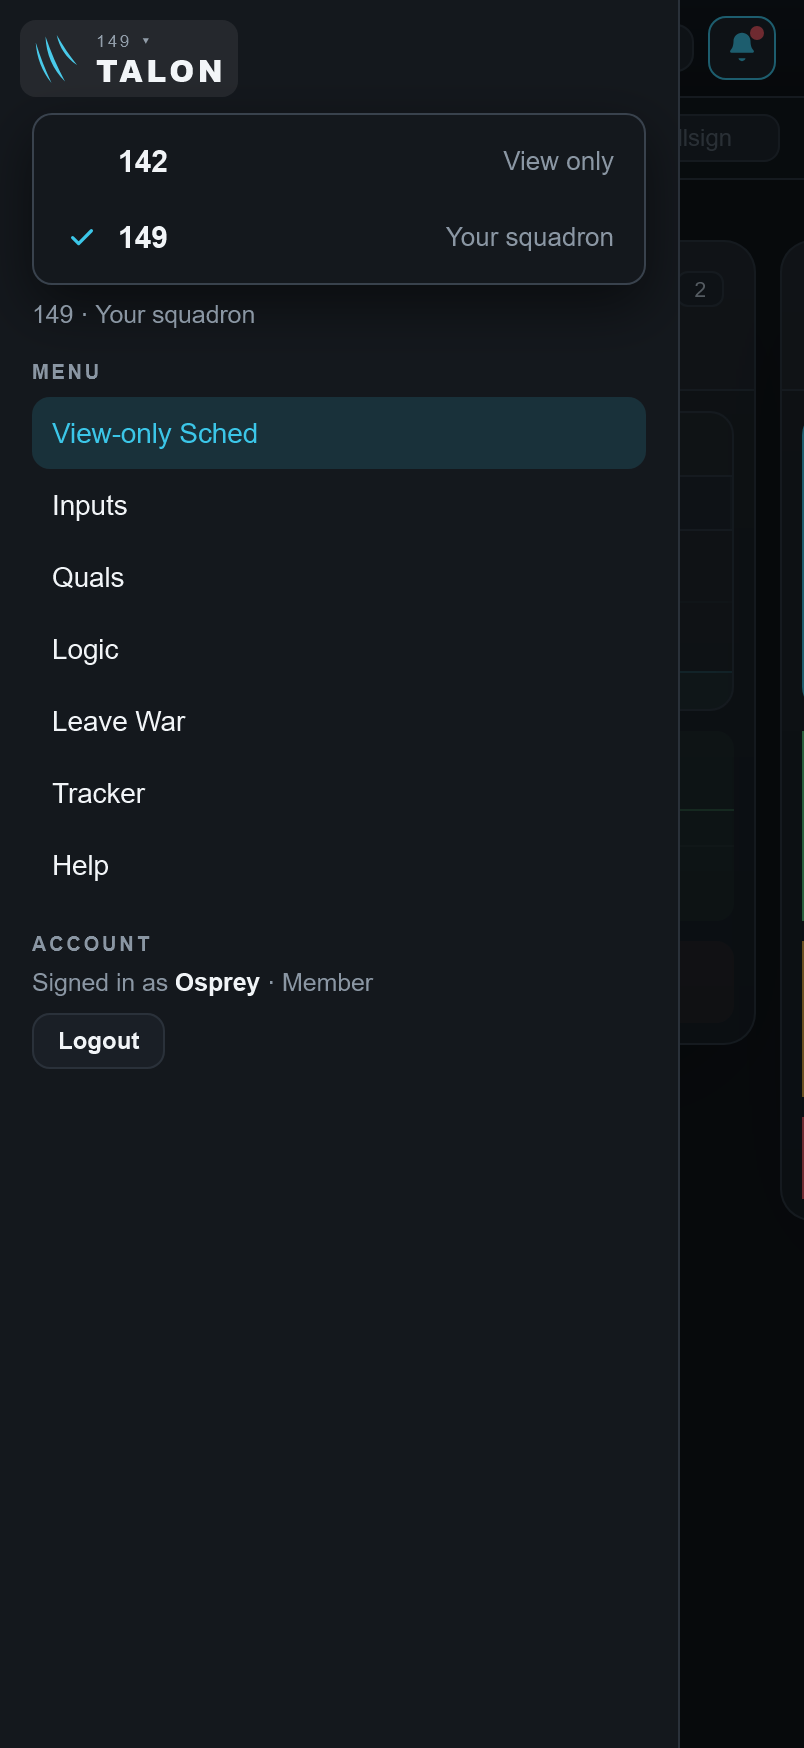 149 ▾
TALON
142 View only
149 Your squadron
149 · Your squadron
MENU
View-only Sched
Inputs
Quals
Logic
Leave War
Tracker
Help
ACCOUNT
Signed in as Osprey · Member
Logout
llsign
2